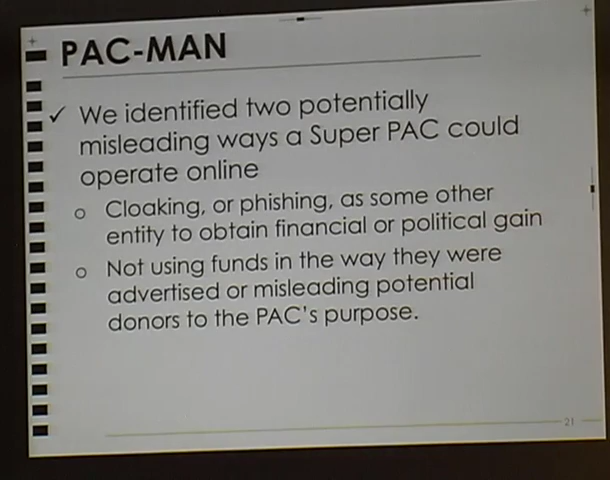 PAC-MAN
✓ We identified two potentially
misleading ways a Super PAC could
operate online
o Cloaking, or phishing, as some other
entity to obtain financial or political gain
o Not using funds in the way they were
advertised or misleading potential
donors to the PAC's purpose.
21